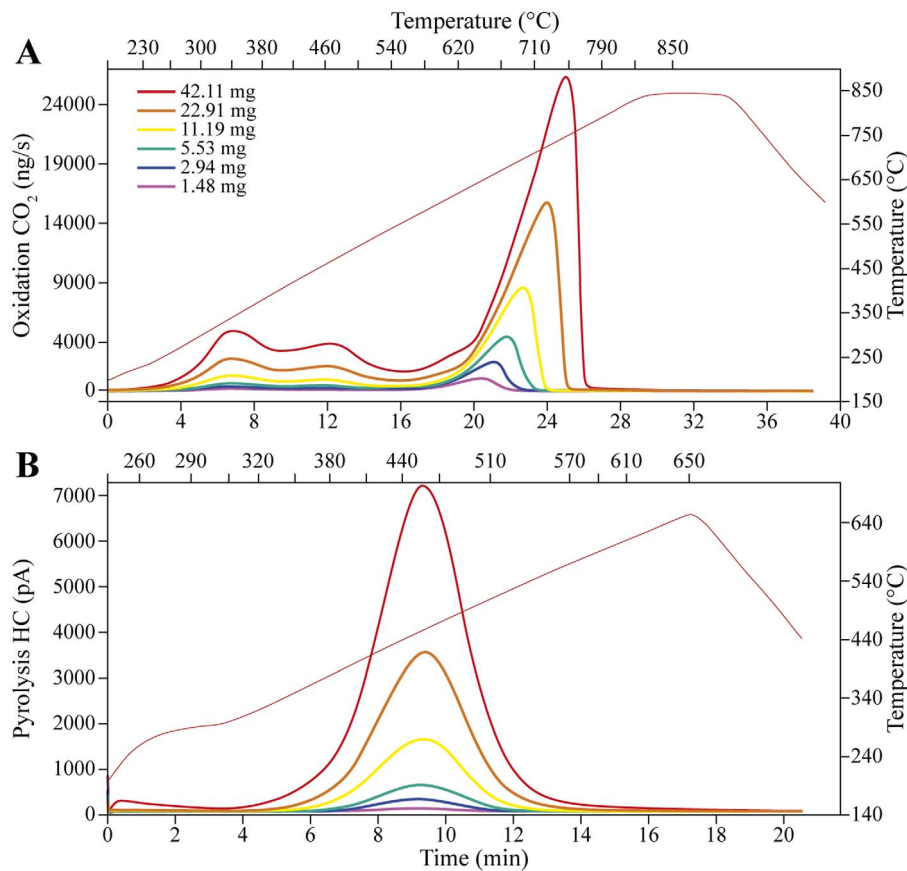 Temperature (°C)
230 330 380 460 540 620 710 790 850
A
42.11 mg
22.91 mg
11.19 mg
5.53 mg
2.94 mg
1.48 mg
Oxidation CO₂ (ng/s)
24000
19000
14000
9000
4000
0
850
750
650
550
450
350
250
150
Temperature (°C)
0 4 8 12 16 20 24 28 32 36 40
B
260 290 320 380 440 510 570 610 650
Pyrolysis HC (pA)
7000
6000
5000
4000
3000
2000
1000
0
640
540
440
340
240
140
Temperature (°C)
0 2 4 6 8 10 12 14 16 18 20
Time (min)